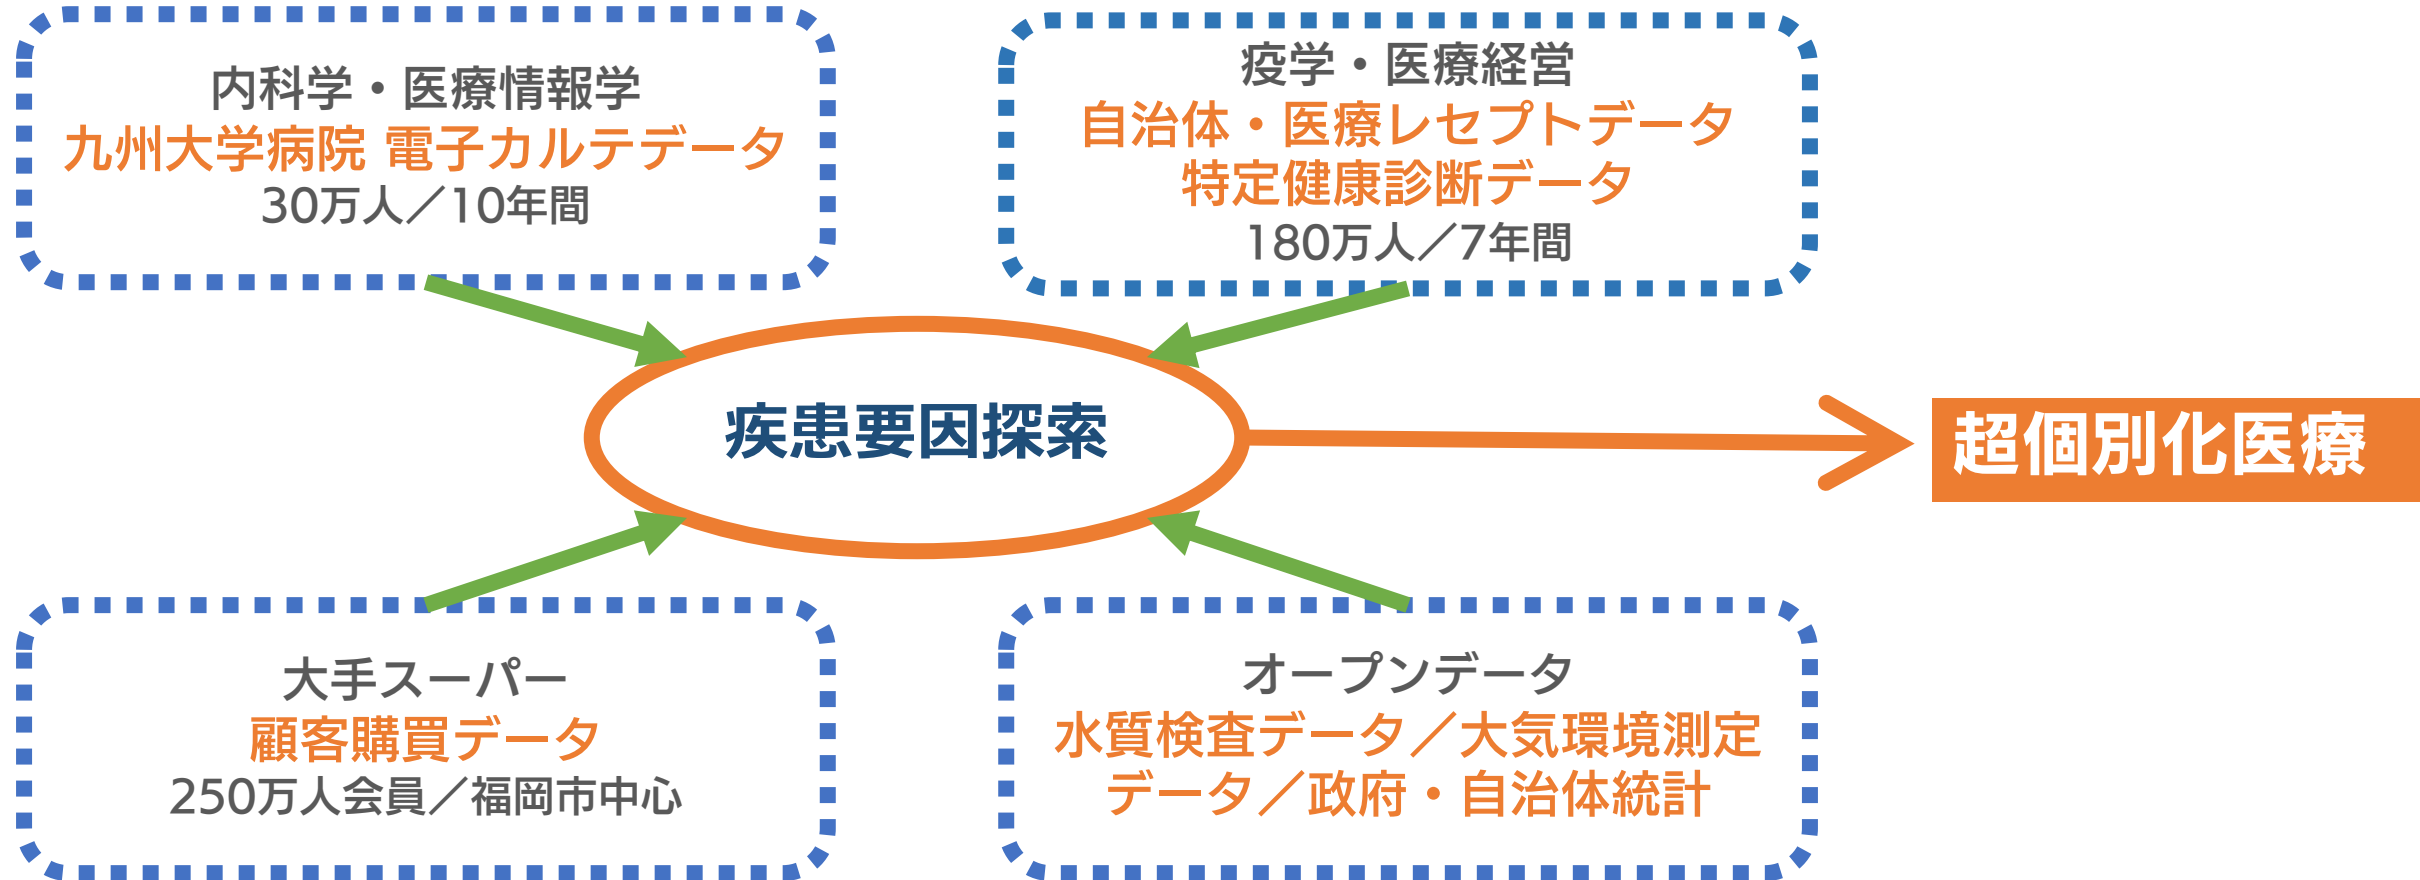 内科学・医療情報学
九州大学病院 電子カルテデータ
30万人／10年間
疫学・医療経営
自治体・医療レセプトデータ
特定健康診断データ
180万人／7年間
疾患要因探索
超個別化医療
大手スーパー
顧客購買データ
250万人会員／福岡市中心
オープンデータ
水質検査データ／大気環境測定
データ／政府・自治体統計